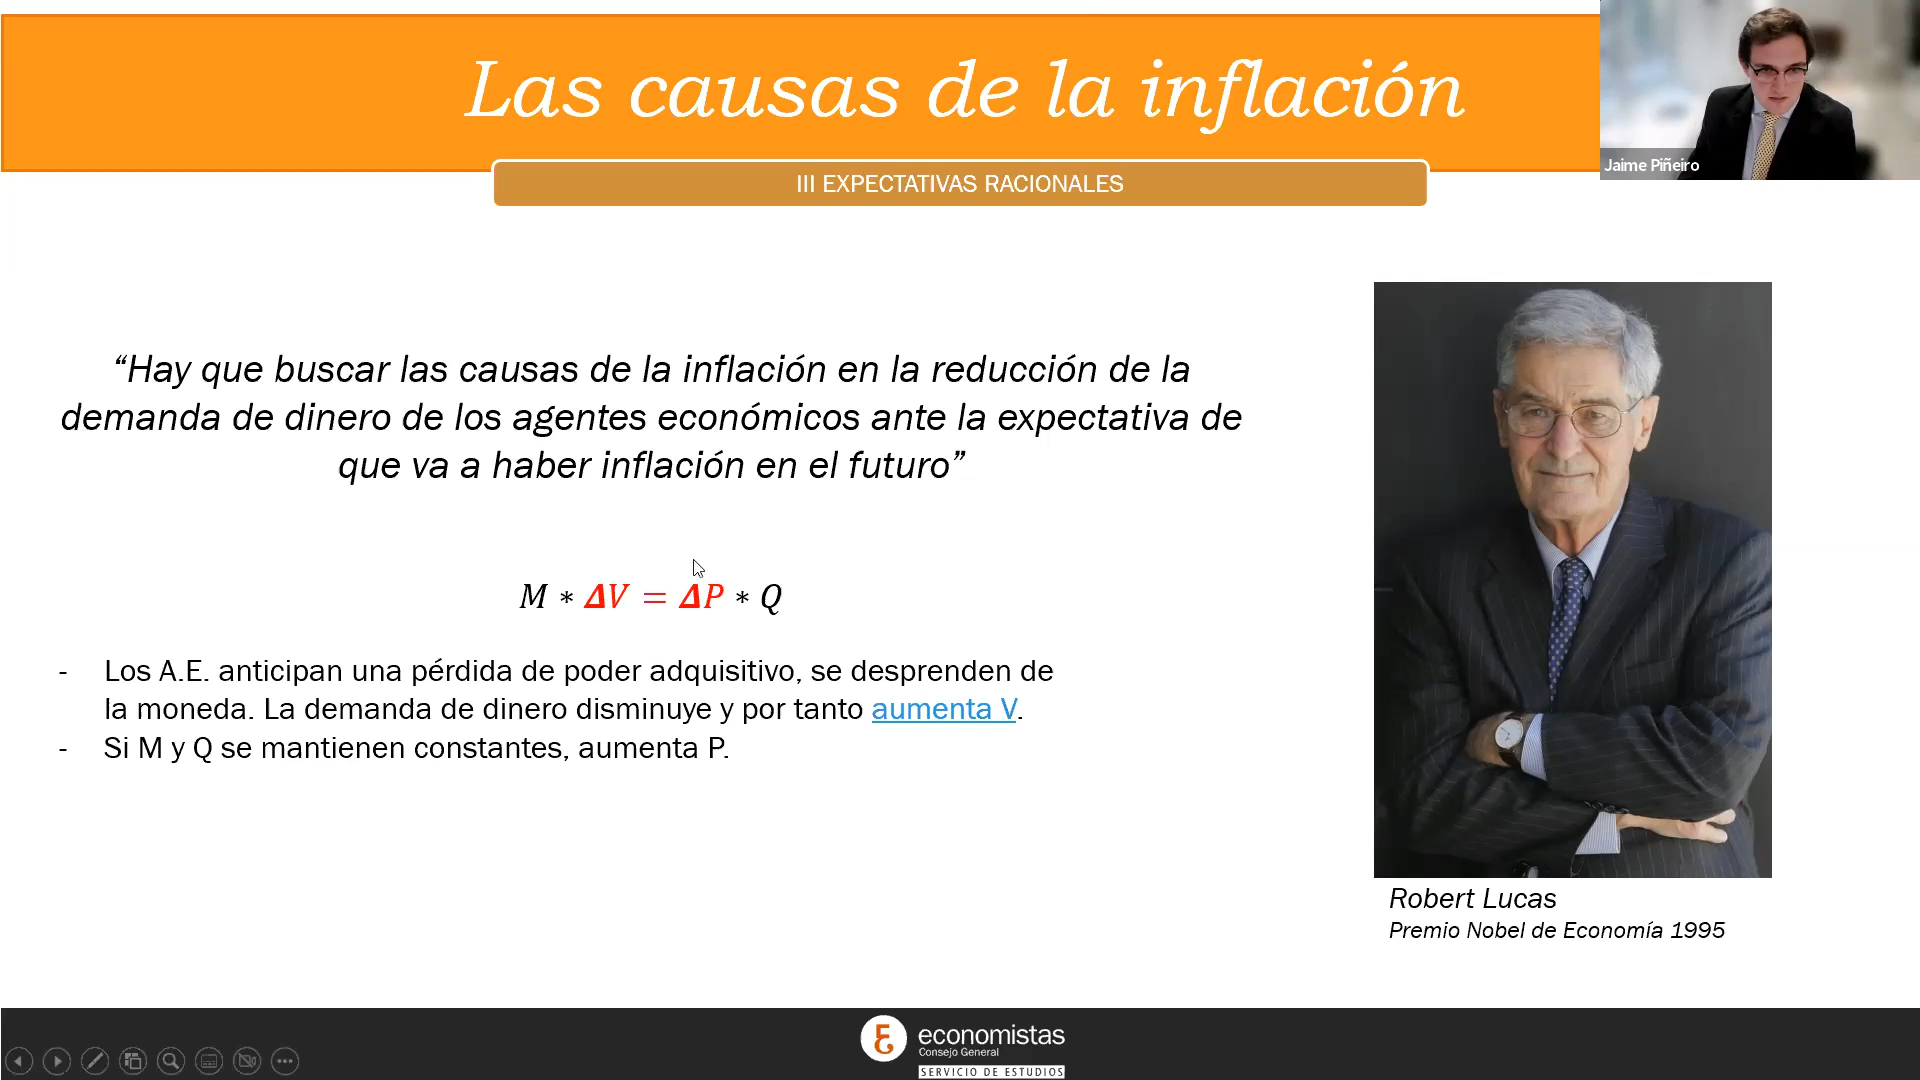 Las causas de la inflación
Jaime Piñeiro
III EXPECTATIVAS RACIONALES
“Hay que buscar las causas de la inflación en la reducción de la
demanda de dinero de los agentes económicos ante la expectativa de
que va a haber inflación en el futuro”
M * ΔV = ΔP * Q
- Los A.E. anticipan una pérdida de poder adquisitivo, se desprenden de
la moneda. La demanda de dinero disminuye y por tanto aumenta V.
- Si M y Q se mantienen constantes, aumenta P.
Robert Lucas
Premio Nobel de Economía 1995
economistas
Consejo General
SERVICIO DE ESTUDIOS